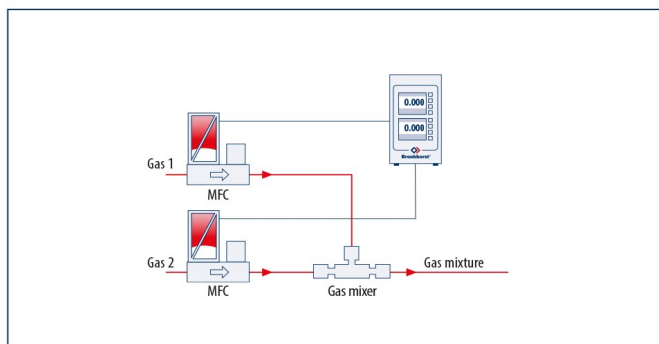 0.000
0.000
Bronkhorst®
Gas 1
MFC
Gas 2
MFC
Gas mixer
Gas mixture